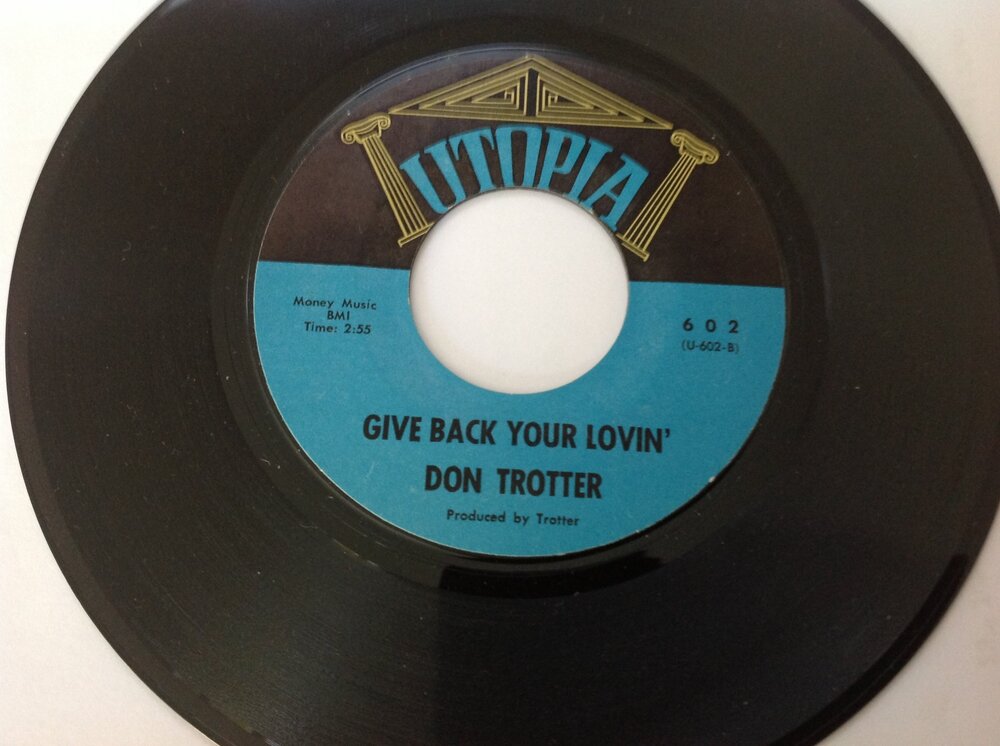 UTOPIA
Money Music
BMI
Time: 2:55
6 0 2
(U-602-B)
GIVE BACK YOUR LOVIN'
DON TROTTER
Produced by Trotter